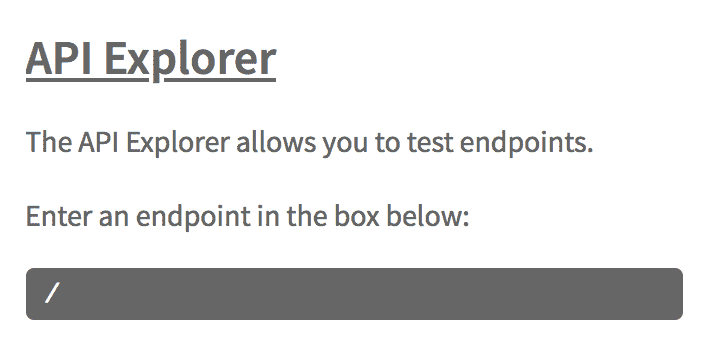 API Explorer
The API Explorer allows you to test endpoints.
Enter an endpoint in the box below:
/